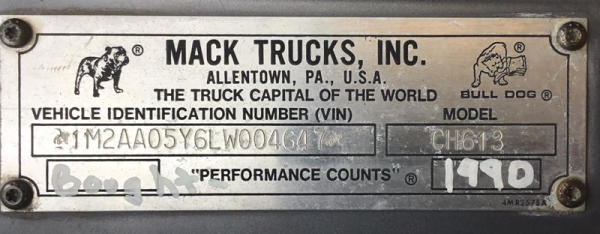 MACK TRUCKS, INC.
ALLENTOWN, PA., U.S.A.
THE TRUCK CAPITAL OF THE WORLD
BULL DOG ®
VEHICLE IDENTIFICATION NUMBER (VIN) MODEL
1M2AA05Y6LW004647 CH613
Bought - "PERFORMANCE COUNTS" ® 1990
4MR2575A